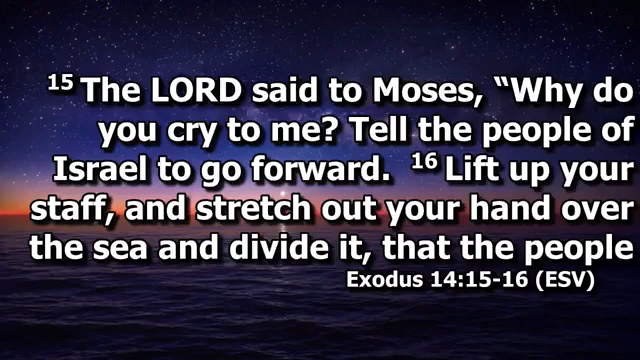 15 The LORD said to Moses, “Why do
you cry to me? Tell the people of
Israel to go forward. 16 Lift up your
staff, and stretch out your hand over
the sea and divide it, that the people
Exodus 14:15-16 (ESV)